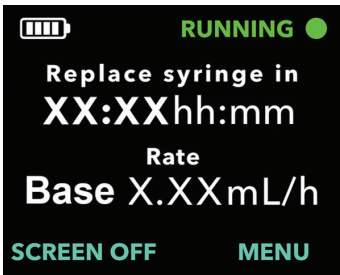 RUNNING
Replace syringe in
XX:XXhh:mm
Rate
Base X.XXmL/h
SCREEN OFF MENU